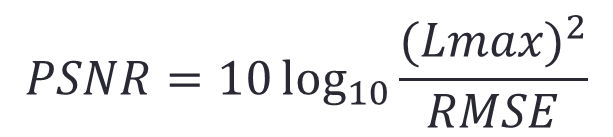 PSNR = 10 log₁₀ (Lmax)² / RMSE